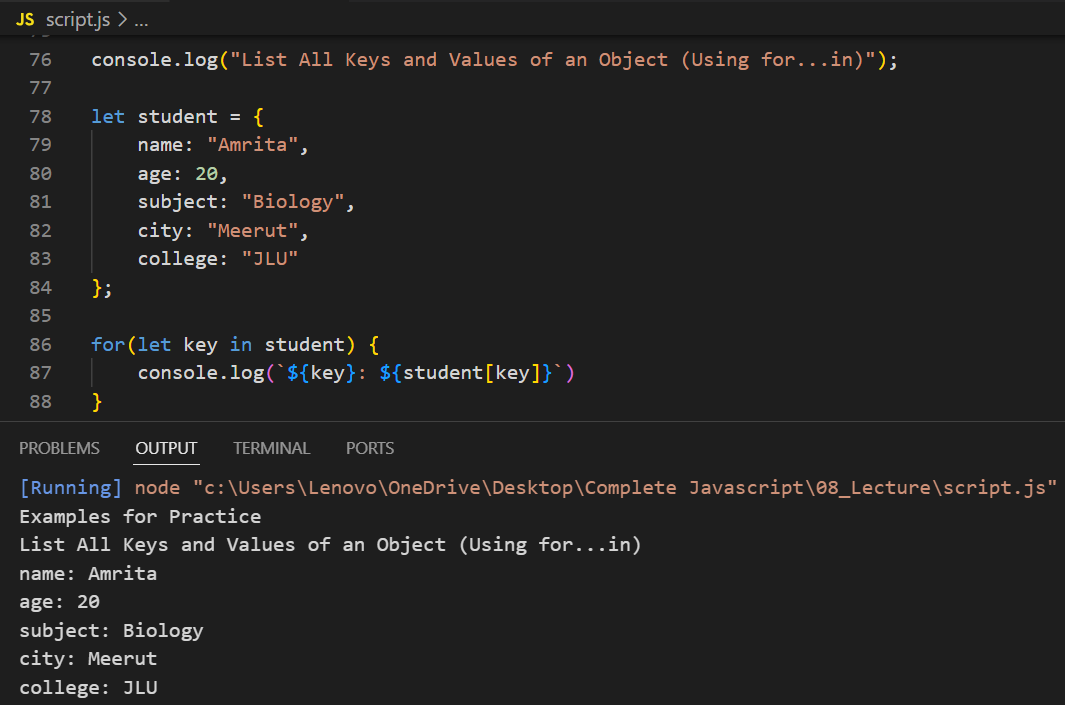 JS script.js > ...
76 console.log("List All Keys and Values of an Object (Using for...in)");
77
78 let student = {
79     name: "Amrita",
80     age: 20,
81     subject: "Biology",
82     city: "Meerut",
83     college: "JLU"
84 };
85
86 for(let key in student) {
87     console.log(`${key}: ${student[key]}`)
88 }
PROBLEMS OUTPUT TERMINAL PORTS
[Running] node "c:\Users\Lenovo\OneDrive\Desktop\Complete Javascript\08_Lecture\script.js"
Examples for Practice
List All Keys and Values of an Object (Using for...in)
name: Amrita
age: 20
subject: Biology
city: Meerut
college: JLU